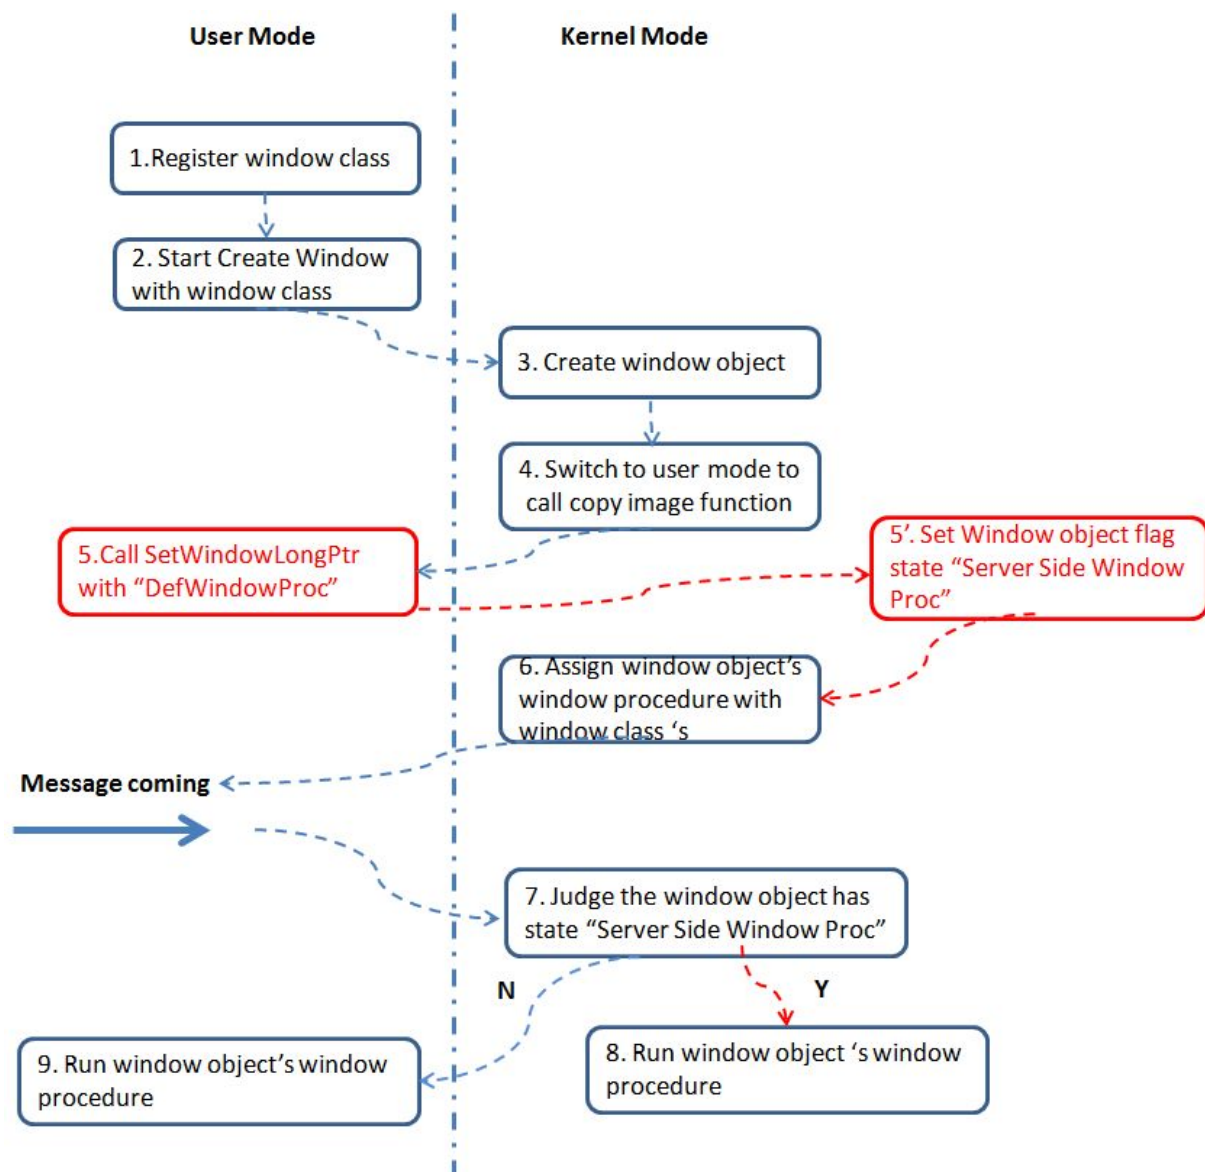 User Mode
Kernel Mode
1.Register window class
2. Start Create Window
with window class
3. Create window object
4. Switch to user mode to
call copy image function
5.Call SetWindowLongPtr
with “DefWindowProc”
5’. Set Window object flag
state “Server Side Window
Proc”
6. Assign window object’s
window procedure with
window class ‘s
Message coming
7. Judge the window object has
state “Server Side Window Proc”
N
Y
8. Run window object ‘s window
procedure
9. Run window object’s window
procedure